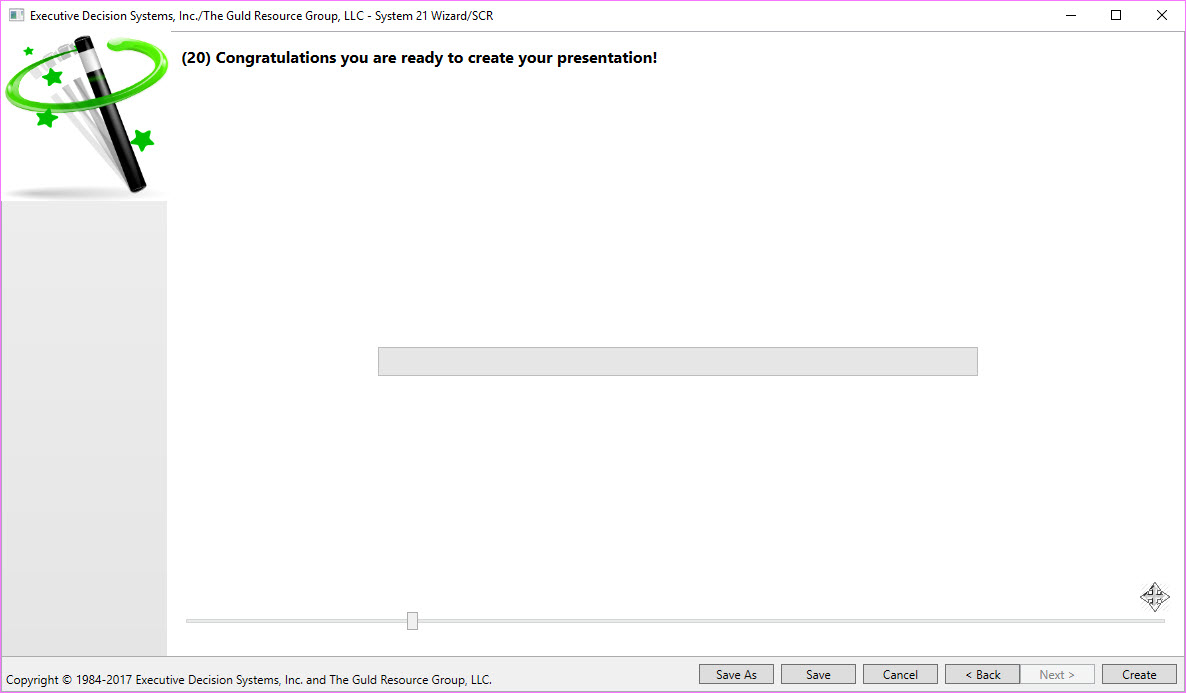 Executive Decision Systems, Inc./The Guld Resource Group, LLC - System 21 Wizard/SCR
(20) Congratulations you are ready to create your presentation!
Copyright © 1984-2017 Executive Decision Systems, Inc. and The Guld Resource Group, LLC.
Save As
Save
Cancel
< Back
Next >
Create